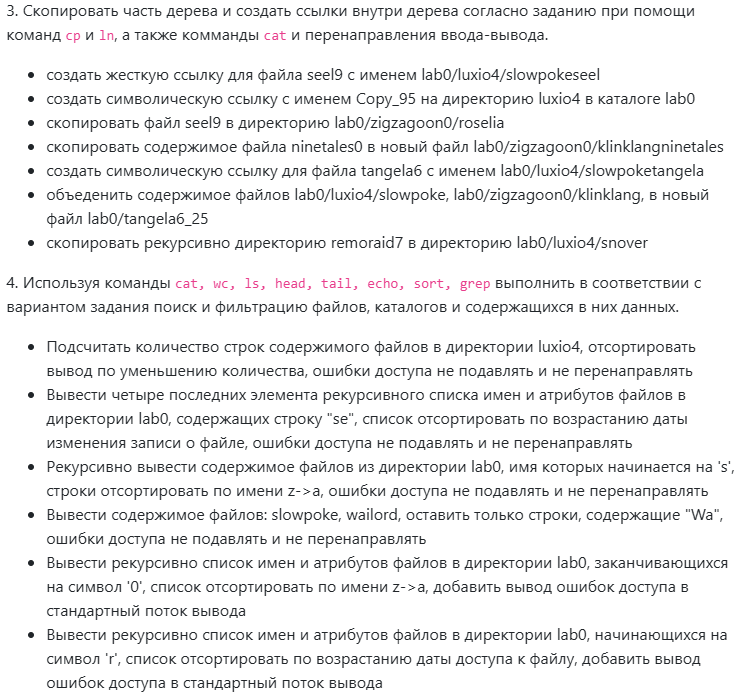 3. Скопировать часть дерева и создать ссылки внутри дерева согласно заданию при помощи
команд cp и ln, а также комманды cat и перенаправления ввода-вывода.
• создать жесткую ссылку для файла seel9 с именем lab0/luxio4/slowpokeseel
• создать символическую ссылку c именем Copy_95 на директорию luxio4 в каталоге lab0
• скопировать файл seel9 в директорию lab0/zigzagoon0/roselia
• скопировать содержимое файла ninetales0 в новый файл lab0/zigzagoon0/klinklangninetales
• создать символическую ссылку для файла tangela6 с именем lab0/luxio4/slowpoketangela
• объеденить содержимое файлов lab0/luxio4/slowpoke, lab0/zigzagoon0/klinklang, в новый
файл lab0/tangela6_25
• скопировать рекурсивно директорию remoraid7 в директорию lab0/luxio4/snover
4. Используя команды cat, wc, ls, head, tail, echo, sort, grep выполнить в соответствии с
вариантом задания поиск и фильтрацию файлов, каталогов и содержащихся в них данных.
• Подсчитать количество строк содержимого файлов в директории luxio4, отсортировать
вывод по уменьшению количества, ошибки доступа не подавлять и не перенаправлять
• Вывести четыре последних элемента рекурсивного списка имен и атрибутов файлов в
директории lab0, содержащих строку "se", список отсортировать по возрастанию даты
изменения записи о файле, ошибки доступа не подавлять и не перенаправлять
• Рекурсивно вывести содержимое файлов из директории lab0, имя которых начинается на 's',
строки отсортировать по имени z->a, ошибки доступа не подавлять и не перенаправлять
• Вывести содержимое файлов: slowpoke, wailord, оставить только строки, содержащие "Wa",
ошибки доступа не подавлять и не перенаправлять
• Вывести рекурсивно список имен и атрибутов файлов в директории lab0, заканчивающихся
на символ '0', список отсортировать по имени z->a, добавить вывод ошибок доступа в
стандартный поток вывода
• Вывести рекурсивно список имен и атрибутов файлов в директории lab0, начинающихся на
символ 'r', список отсортировать по возрастанию даты доступа к файлу, добавить вывод
ошибок доступа в стандартный поток вывода